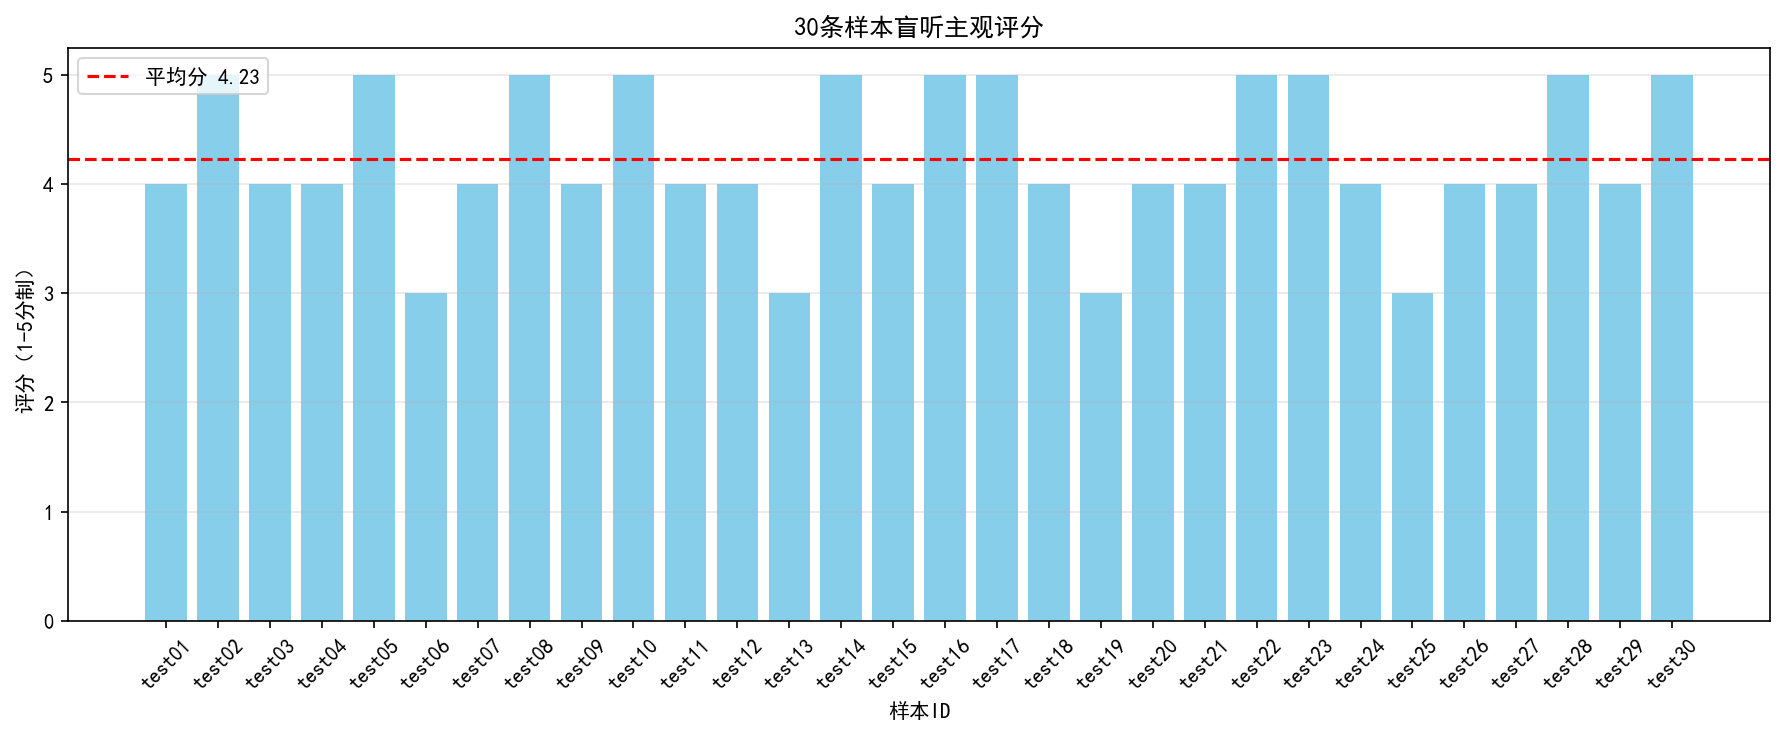 30条样本盲听主观评分
平均分 4.23
评分（1-5分制）
5
4
3
2
1
0
test01
test02
test03
test04
test05
test06
test07
test08
test09
test10
test11
test12
test13
test14
test15
test16
test17
test18
test19
test20
test21
test22
test23
test24
test25
test26
test27
test28
test29
test30
样本ID